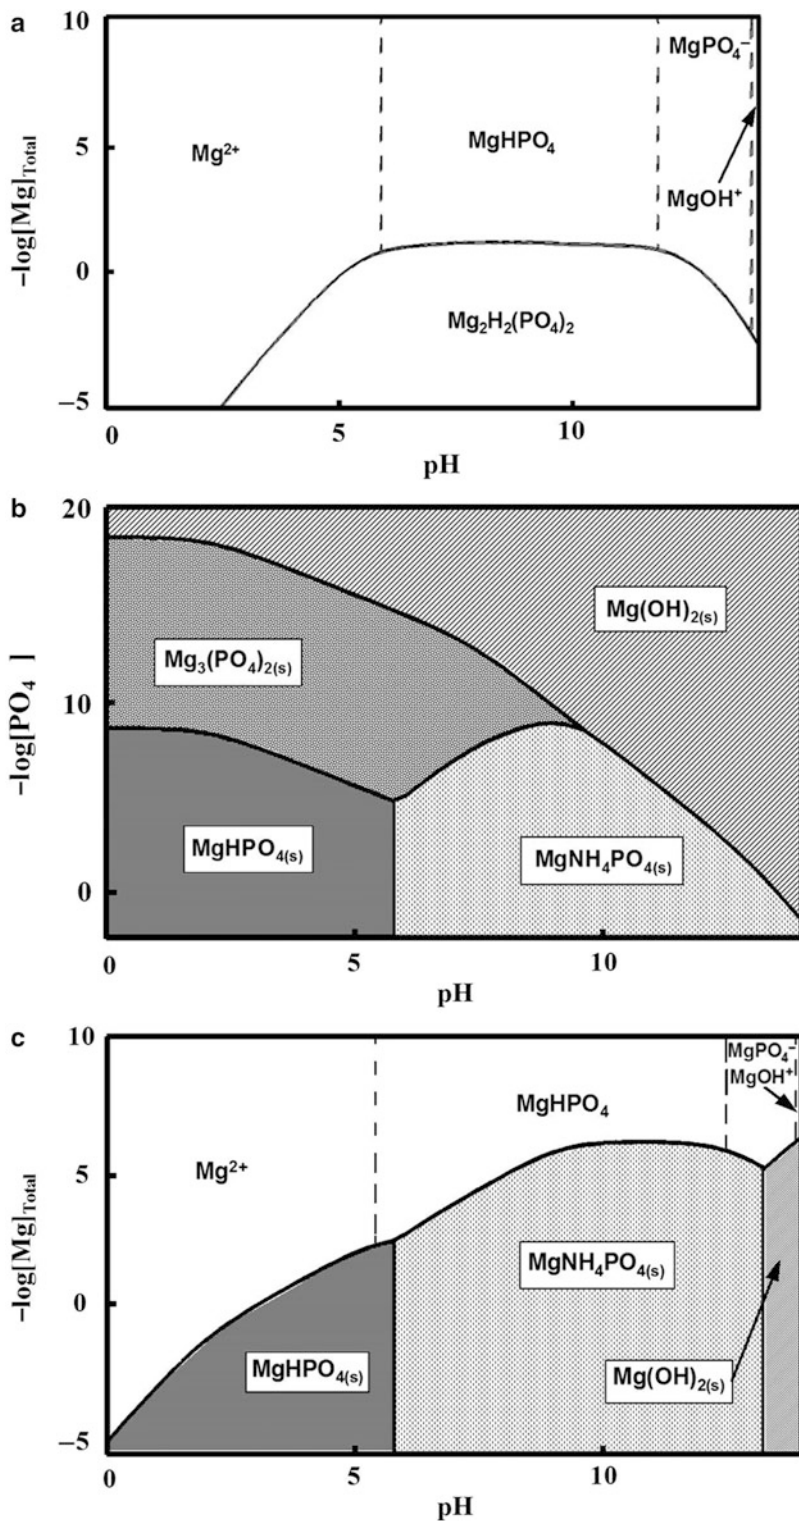 a
10
5
0
–5
–log[Mg]Total
Mg²⁺
MgHPO₄
MgPO₄⁻
MgOH⁺
Mg₂H₂(PO₄)₂
0
5
10
pH
b
20
10
0
–log[PO₄ ]
Mg(OH)₂(s)
Mg₃(PO₄)₂(s)
MgHPO₄(s)
MgNH₄PO₄(s)
0
5
10
pH
c
10
5
0
–5
–log[Mg]Total
MgPO₄⁻
MgOH⁺
MgHPO₄
Mg²⁺
MgNH₄PO₄(s)
MgHPO₄(s)
Mg(OH)₂(s)
0
5
10
pH